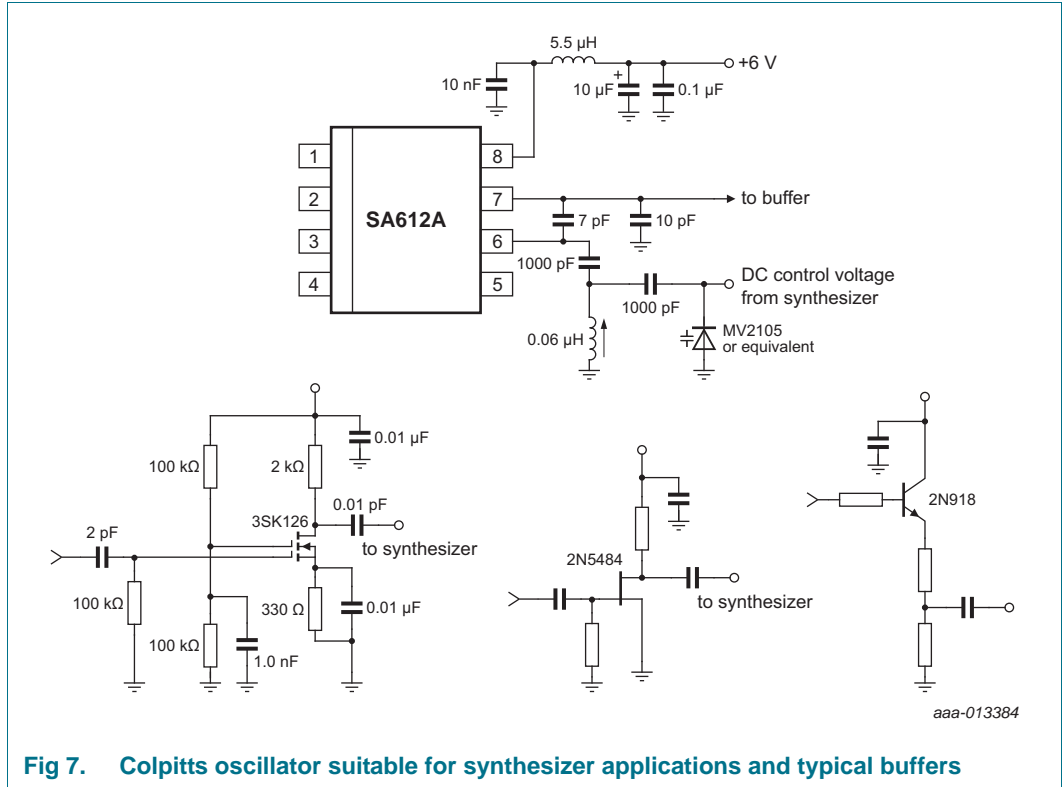 5.5 µH
+6 V
10 nF
+
10 µF
0.1 µF
1
8
2
7
to buffer
SA612A
7 pF
10 pF
3
6
1000 pF
4
5
DC control voltage
from synthesizer
1000 pF
0.06 µH
MV2105
or equivalent
0.01 µF
100 kΩ
2 kΩ
0.01 pF
3SK126
to synthesizer
2 pF
100 kΩ
330 Ω
0.01 µF
100 kΩ
1.0 nF
2N5484
to synthesizer
2N918
aaa-013384
Fig 7. Colpitts oscillator suitable for synthesizer applications and typical buffers